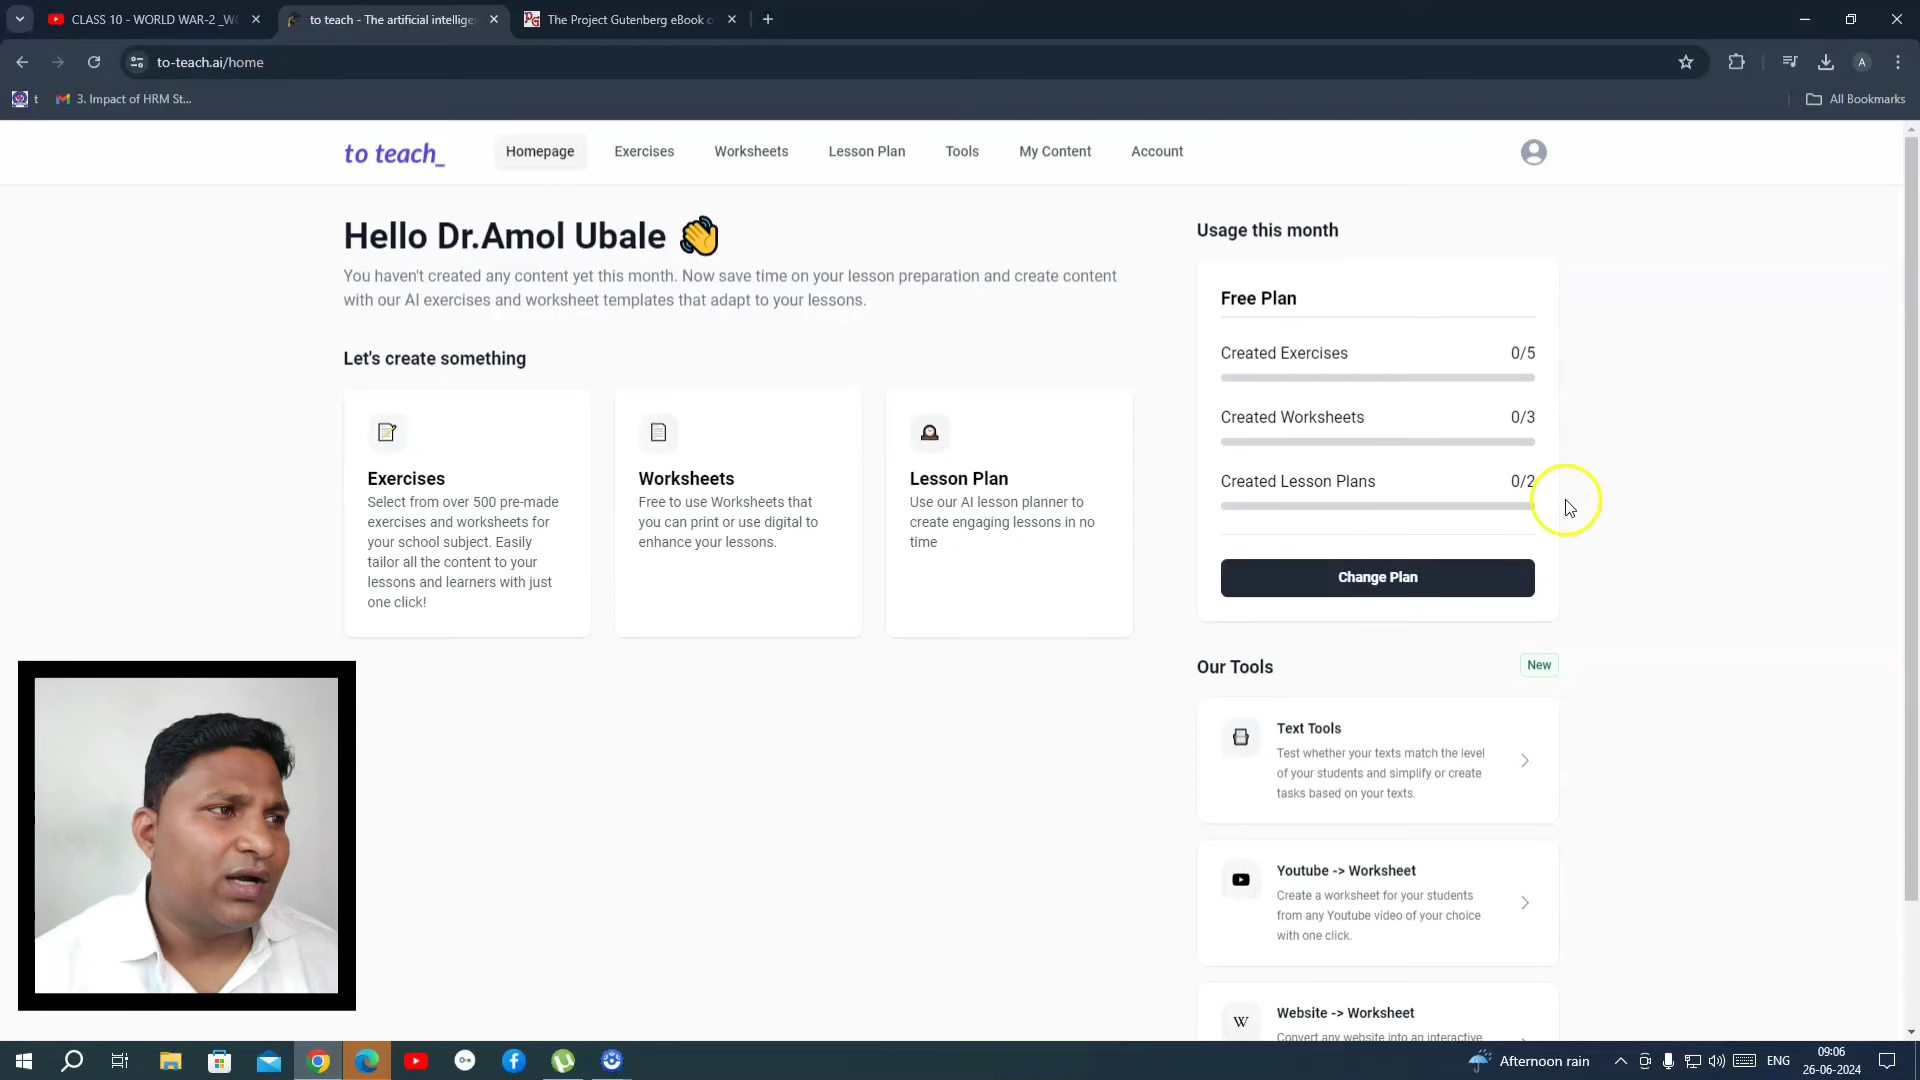 CLASS 10 - WORLD WAR-2
to teach - The artificial intellige
The Project Gutenberg eBook
to-teach.ai/home
A
t
3. Impact of HRM St...
All Bookmarks
to teach_
Homepage
Exercises
Worksheets
Lesson Plan
Tools
My Content
Account
Hello Dr.Amol Ubale
You haven't created any content yet this month. Now save time on your lesson preparation and create content
with our AI exercises and worksheet templates that adapt to your lessons.
Let's create something
Exercises
Select from over 500 pre-made
exercises and worksheets for
your school subject. Easily
tailor all the content to your
lessons and learners with just
one click!
Worksheets
Free to use Worksheets that
you can print or use digital to
enhance your lessons.
Lesson Plan
Use our AI lesson planner to
create engaging lessons in no
time
Usage this month
Free Plan
Created Exercises 0/5
Created Worksheets 0/3
Created Lesson Plans 0/2
Change Plan
Our Tools
New
Text Tools
Test whether your texts match the level
of your students and simplify or create
tasks based on your texts.
Youtube -> Worksheet
Create a worksheet for your students
from any Youtube video of your choice
with one click.
W
Website -> Worksheet
Convert any website into an interactive
Afternoon rain
ENG
09:06
26-06-2024